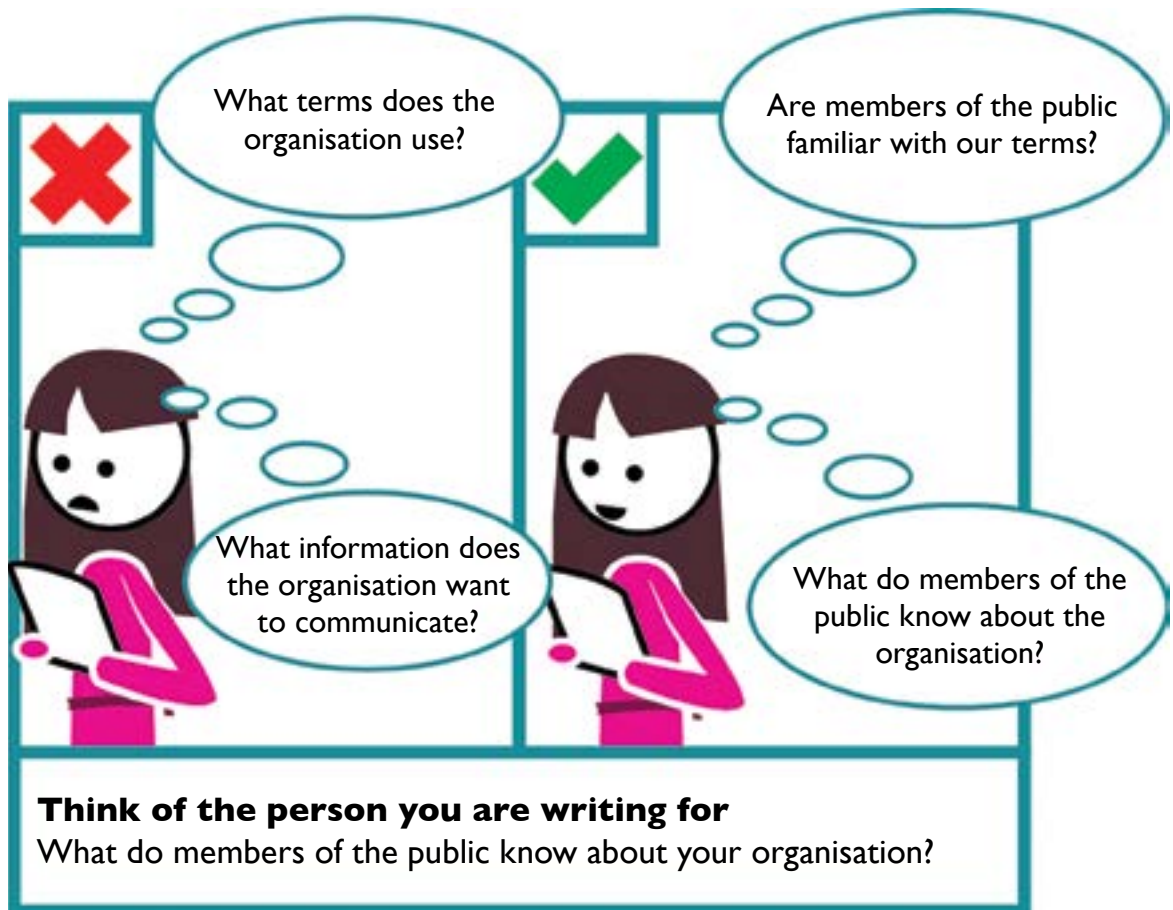 What terms does the
organisation use?
Are members of the public
familiar with our terms?
What information does
the organisation want
to communicate?
What do members of the
public know about the
organisation?
Think of the person you are writing for
What do members of the public know about your organisation?